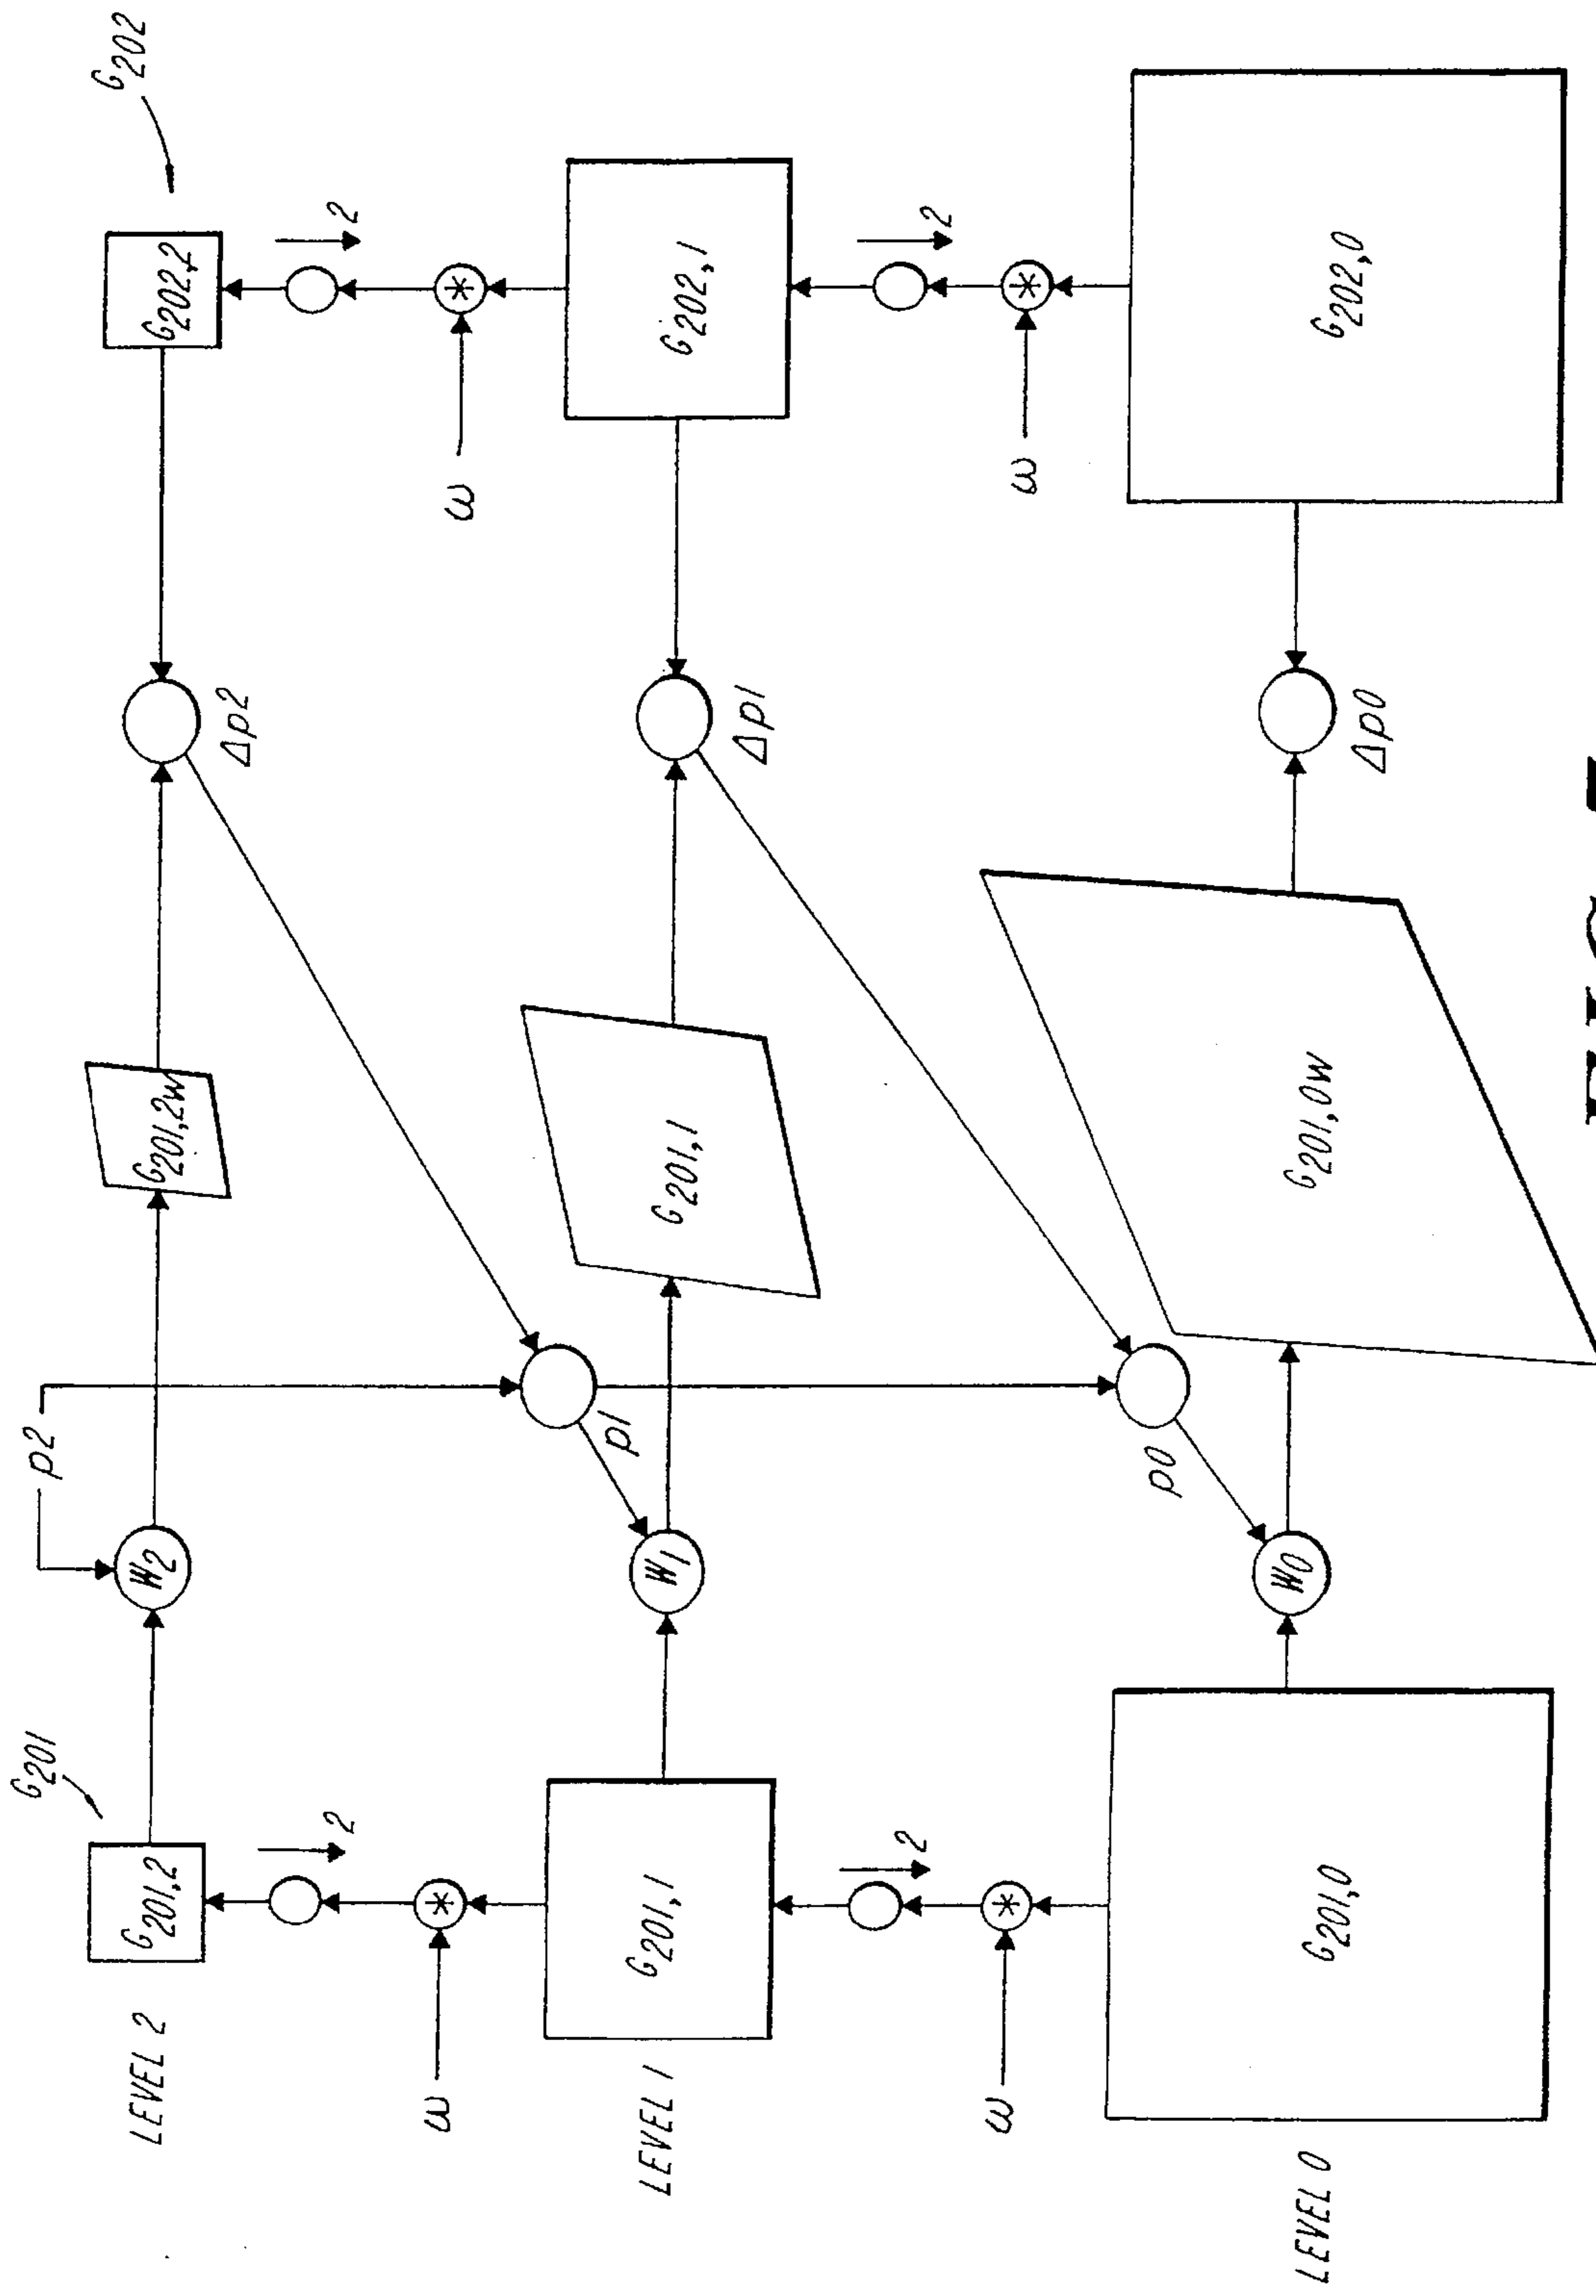 G202
G201
p2
LEVEL 2
G201,2
W2
G201,2w
Δp2
G202,2
2
2
ω
ω
p1
LEVEL 1
G201,1
W1
G201,1
Δp1
G202,1
2
2
ω
ω
p0
LEVEL 0
G201,0
W0
G201,0w
Δp0
G202,0